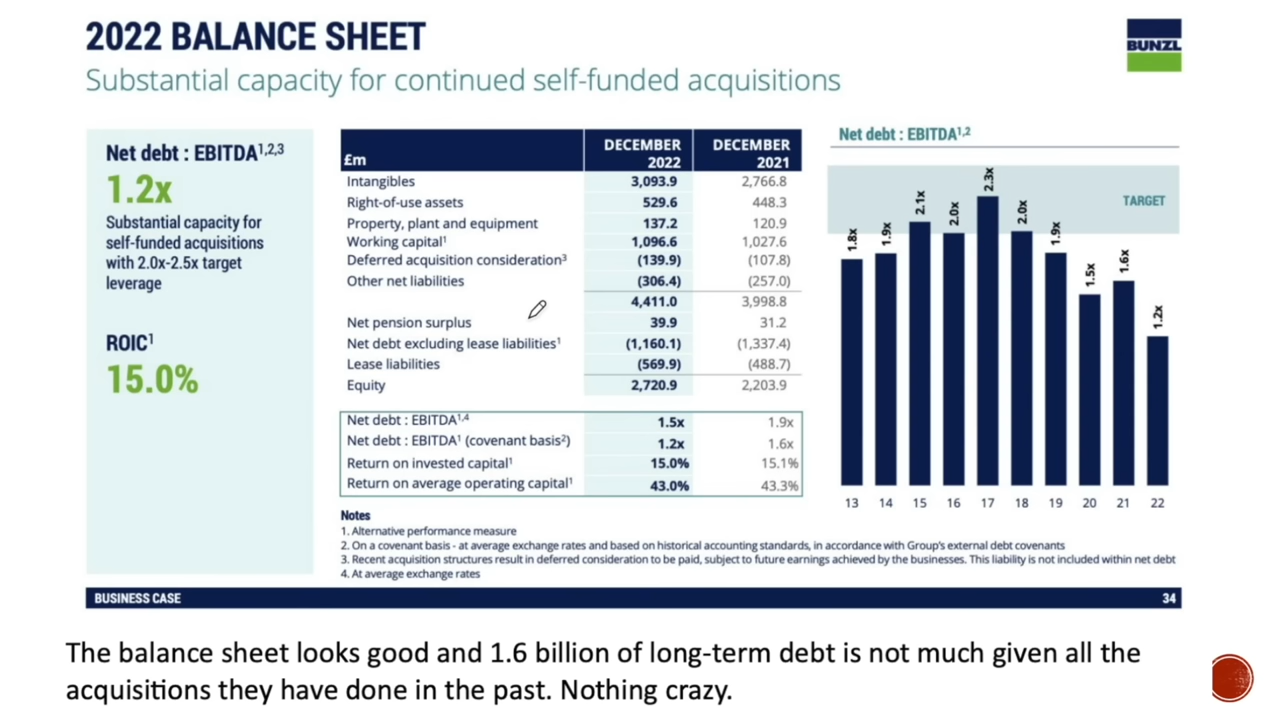 2022 BALANCE SHEET
Substantial capacity for continued self-funded acquisitions
BUNZL
Net debt : EBITDA1,2,3
1.2x
Substantial capacity for
self-funded acquisitions
with 2.0x-2.5x target
leverage
ROIC1
15.0%
£m DECEMBER 2022 DECEMBER 2021
Intangibles 3,093.9 2,766.8
Right-of-use assets 529.6 448.3
Property, plant and equipment 137.2 120.9
Working capital1 1,096.6 1,027.6
Deferred acquisition consideration3 (139.9) (107.8)
Other net liabilities (306.4) (257.0)
4,411.0 3,998.8
Net pension surplus 39.9 31.2
Net debt excluding lease liabilities1 (1,160.1) (1,337.4)
Lease liabilities (569.9) (488.7)
Equity 2,720.9 2,203.9
Net debt : EBITDA1,4 1.5x 1.9x
Net debt : EBITDA1 (covenant basis2) 1.2x 1.6x
Return on invested capital1 15.0% 15.1%
Return on average operating capital1 43.0% 43.3%
Net debt : EBITDA1,2
TARGET
1.8x 1.9x 2.1x 2.0x 2.3x 2.0x 1.9x 1.5x 1.6x 1.2x
13 14 15 16 17 18 19 20 21 22
Notes
1. Alternative performance measure
2. On a covenant basis - at average exchange rates and based on historical accounting standards, in accordance with Group's external debt covenants
3. Recent acquisition structures result in deferred consideration to be paid, subject to future earnings achieved by the businesses. This liability is not included within net debt
4. At average exchange rates
BUSINESS CASE 34
The balance sheet looks good and 1.6 billion of long-term debt is not much given all the
acquisitions they have done in the past. Nothing crazy.